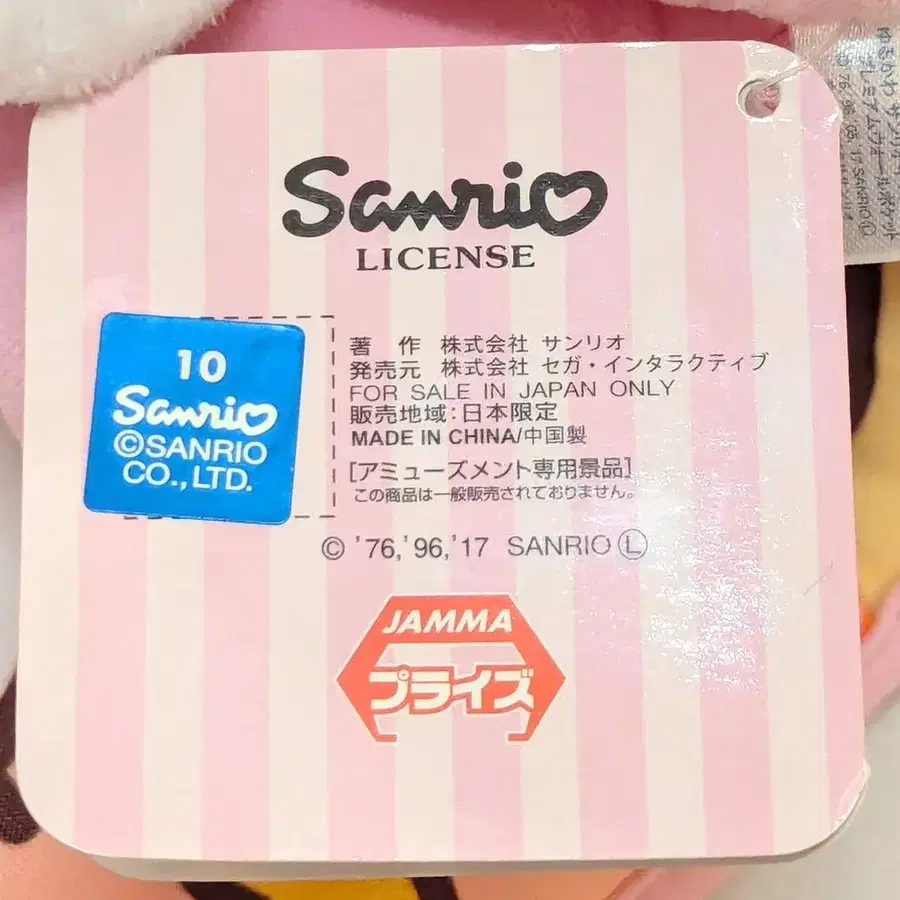 Sanrio
LICENSE
10
Sanrio
©SANRIO
CO.,LTD.
著 作 株式会社 サンリオ
発売元 株式会社 セガ・インタラクティブ
FOR SALE IN JAPAN ONLY
販売地域:日本限定
MADE IN CHINA/中国製
[アミューズメント専用景品]
この商品は一般販売されておりません。
© '76,'96,'17 SANRIO Ⓛ
JAMMA
プライズ